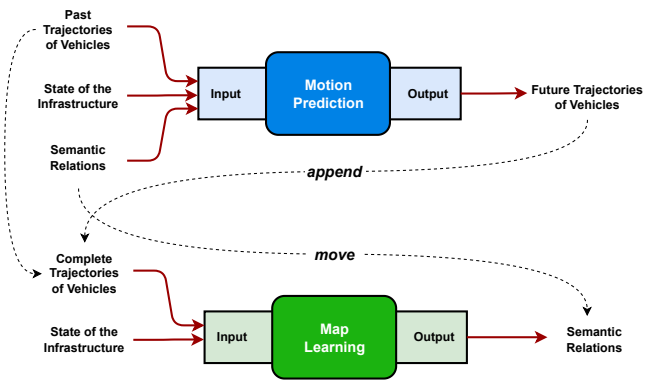 Past
Trajectories
of Vehicles
State of the
Infrastructure
Semantic
Relations
Input
Motion
Prediction
Output
Future Trajectories
of Vehicles
append
move
Complete
Trajectories
of Vehicles
State of the
Infrastructure
Input
Map
Learning
Output
Semantic
Relations